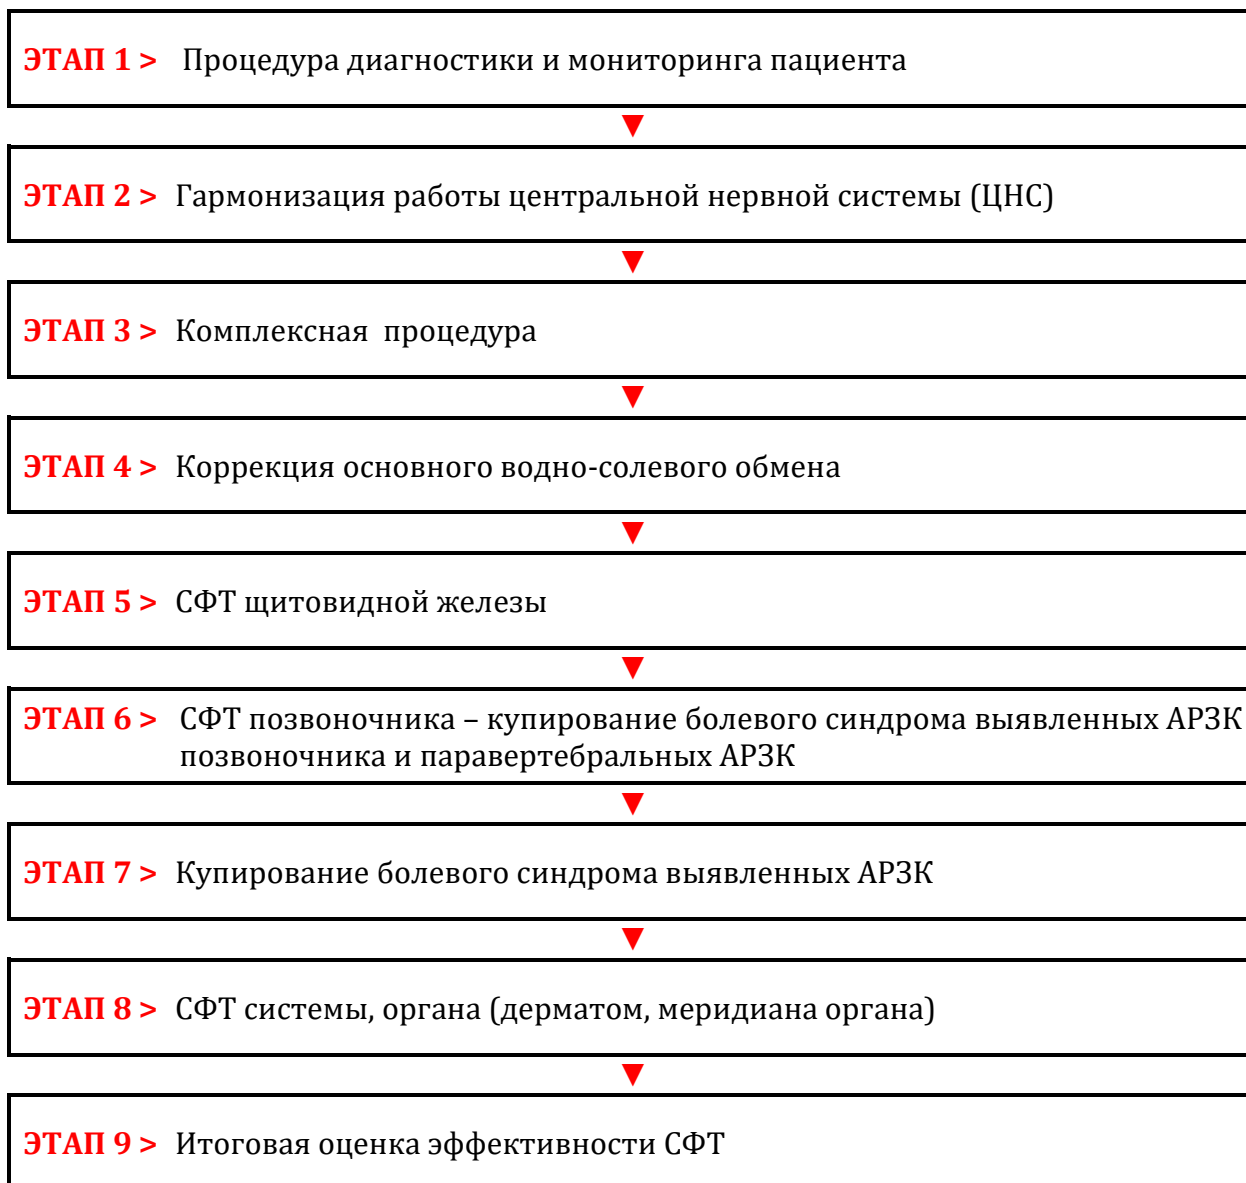 ЭТАП 1 > Процедура диагностики и мониторинга пациента
ЭТАП 2 > Гармонизация работы центральной нервной системы (ЦНС)
ЭТАП 3 > Комплексная процедура
ЭТАП 4 > Коррекция основного водно-солевого обмена
ЭТАП 5 > СФТ щитовидной железы
ЭТАП 6 > СФТ позвоночника – купирование болевого синдрома выявленных АРЗК
позвоночника и паравертебральных АРЗК
ЭТАП 7 > Купирование болевого синдрома выявленных АРЗК
ЭТАП 8 > СФТ системы, органа (дерматом, меридиана органа)
ЭТАП 9 > Итоговая оценка эффективности СФТ